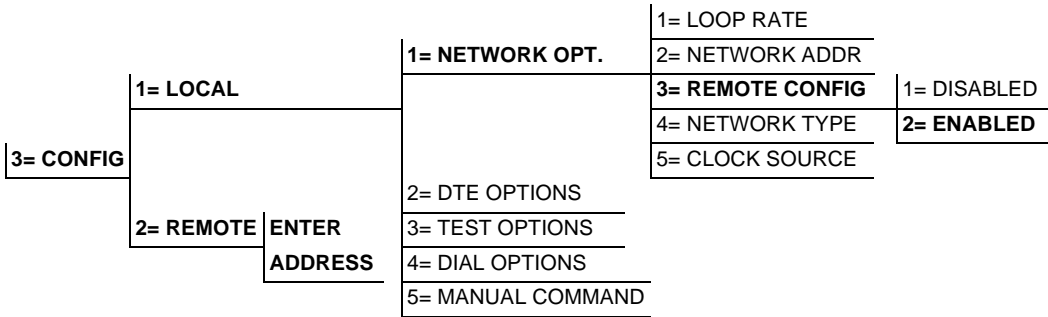 1= LOOP RATE
1= NETWORK OPT.
2= NETWORK ADDR
1= LOCAL
3= REMOTE CONFIG
1= DISABLED
4= NETWORK TYPE
2= ENABLED
3= CONFIG
5= CLOCK SOURCE
2= DTE OPTIONS
2= REMOTE
ENTER
3= TEST OPTIONS
ADDRESS
4= DIAL OPTIONS
5= MANUAL COMMAND